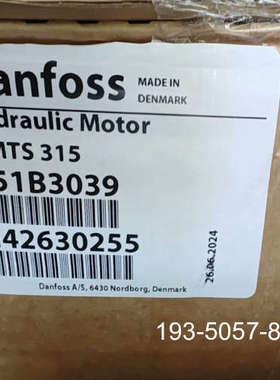 anfoss
MADE IN
DENMARK
draulic Motor
MTS 315
51B3039
42630255
Danfoss A/S, 6430 Nordborg, Denmark
26.06.2024
193-5057-8